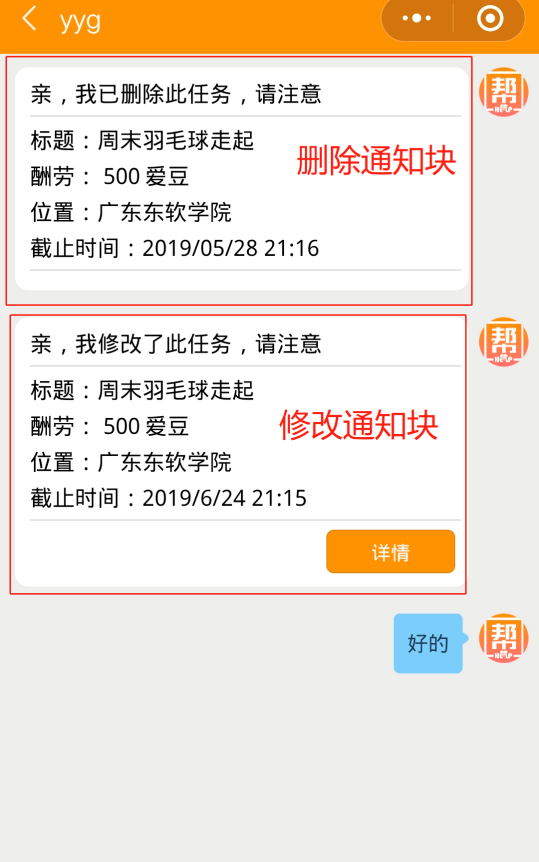 yyg
亲，我已删除此任务，请注意
帮
HELP
标题：周末羽毛球走起
删除通知块
酬劳： 500 爱豆
位置：广东东软学院
截止时间：2019/05/28 21:16
亲，我修改了此任务，请注意
帮
HELP
标题：周末羽毛球走起
酬劳： 500 爱豆
修改通知块
位置：广东东软学院
截止时间：2019/6/24 21:15
详情
好的
帮
HELP